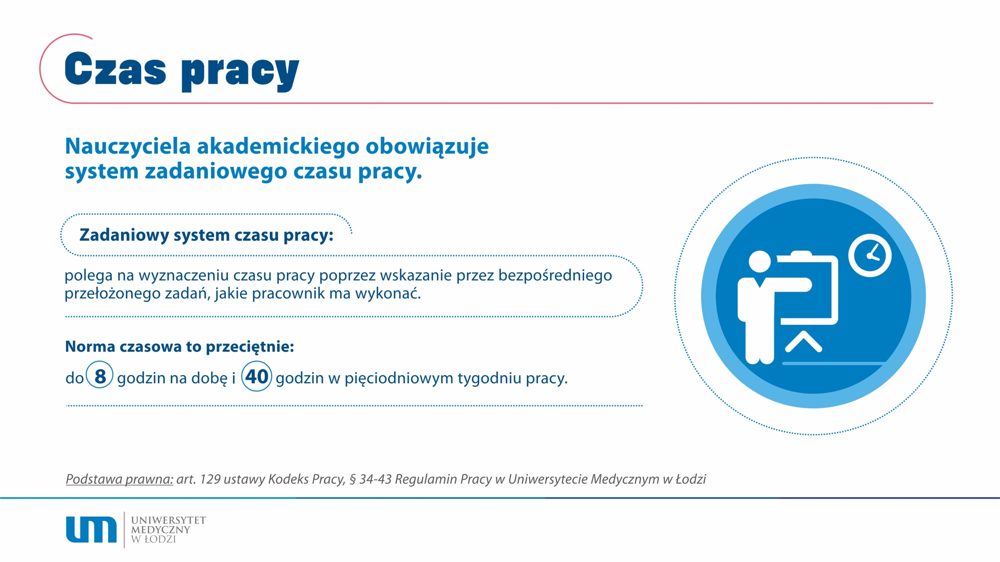 Czas pracy
Nauczyciela akademickiego obowiązuje
system zadaniowego czasu pracy.
Zadaniowy system czasu pracy:
polega na wyznaczeniu czasu pracy poprzez wskazanie przez bezpośredniego
przełożonego zadań, jakie pracownik ma wykonać.
Norma czasowa to przeciętnie:
do 8 godzin na dobę i 40 godzin w pięciodniowym tygodniu pracy.
Podstawa prawna: art. 129 ustawy Kodeks Pracy, § 34-43 Regulamin Pracy w Uniwersytecie Medycznym w Łodzi
um
UNIWERSYTET
MEDYCZNY
W ŁODZI